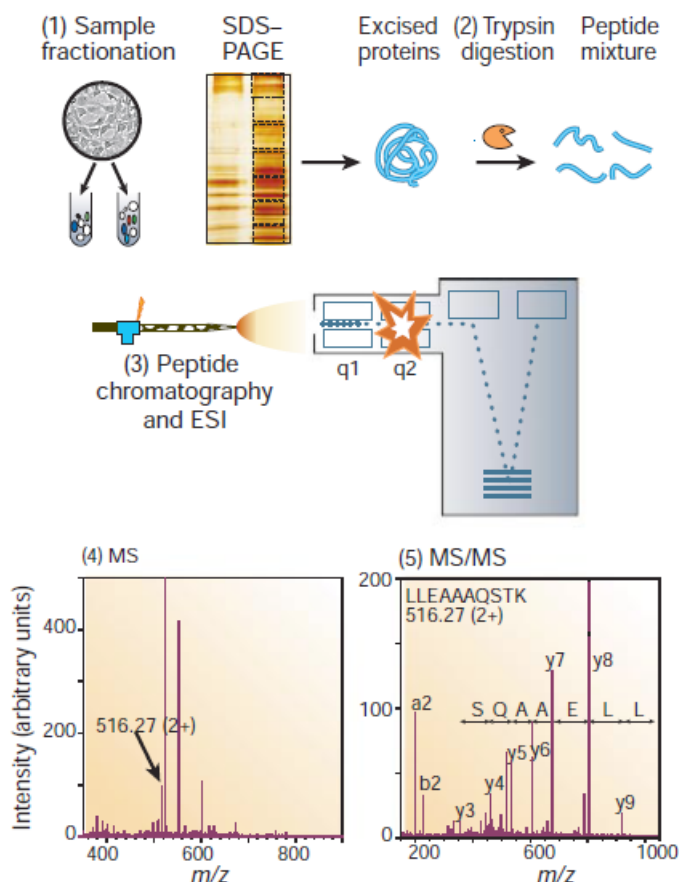 (1) Sample
fractionation
SDS–
PAGE
Excised
proteins
(2) Trypsin
digestion
Peptide
mixture
(3) Peptide
chromatography
and ESI
q1
q2
(4) MS
Intensity (arbitrary units)
400
200
0
516.27 (2+)
400
600
800
m/z
(5) MS/MS
200
100
0
LLEAAAQSTK
516.27 (2+)
a2
b2
y3
y4
y5
y6
y7
y8
y9
S Q A A E L L
200
600
1000
m/z